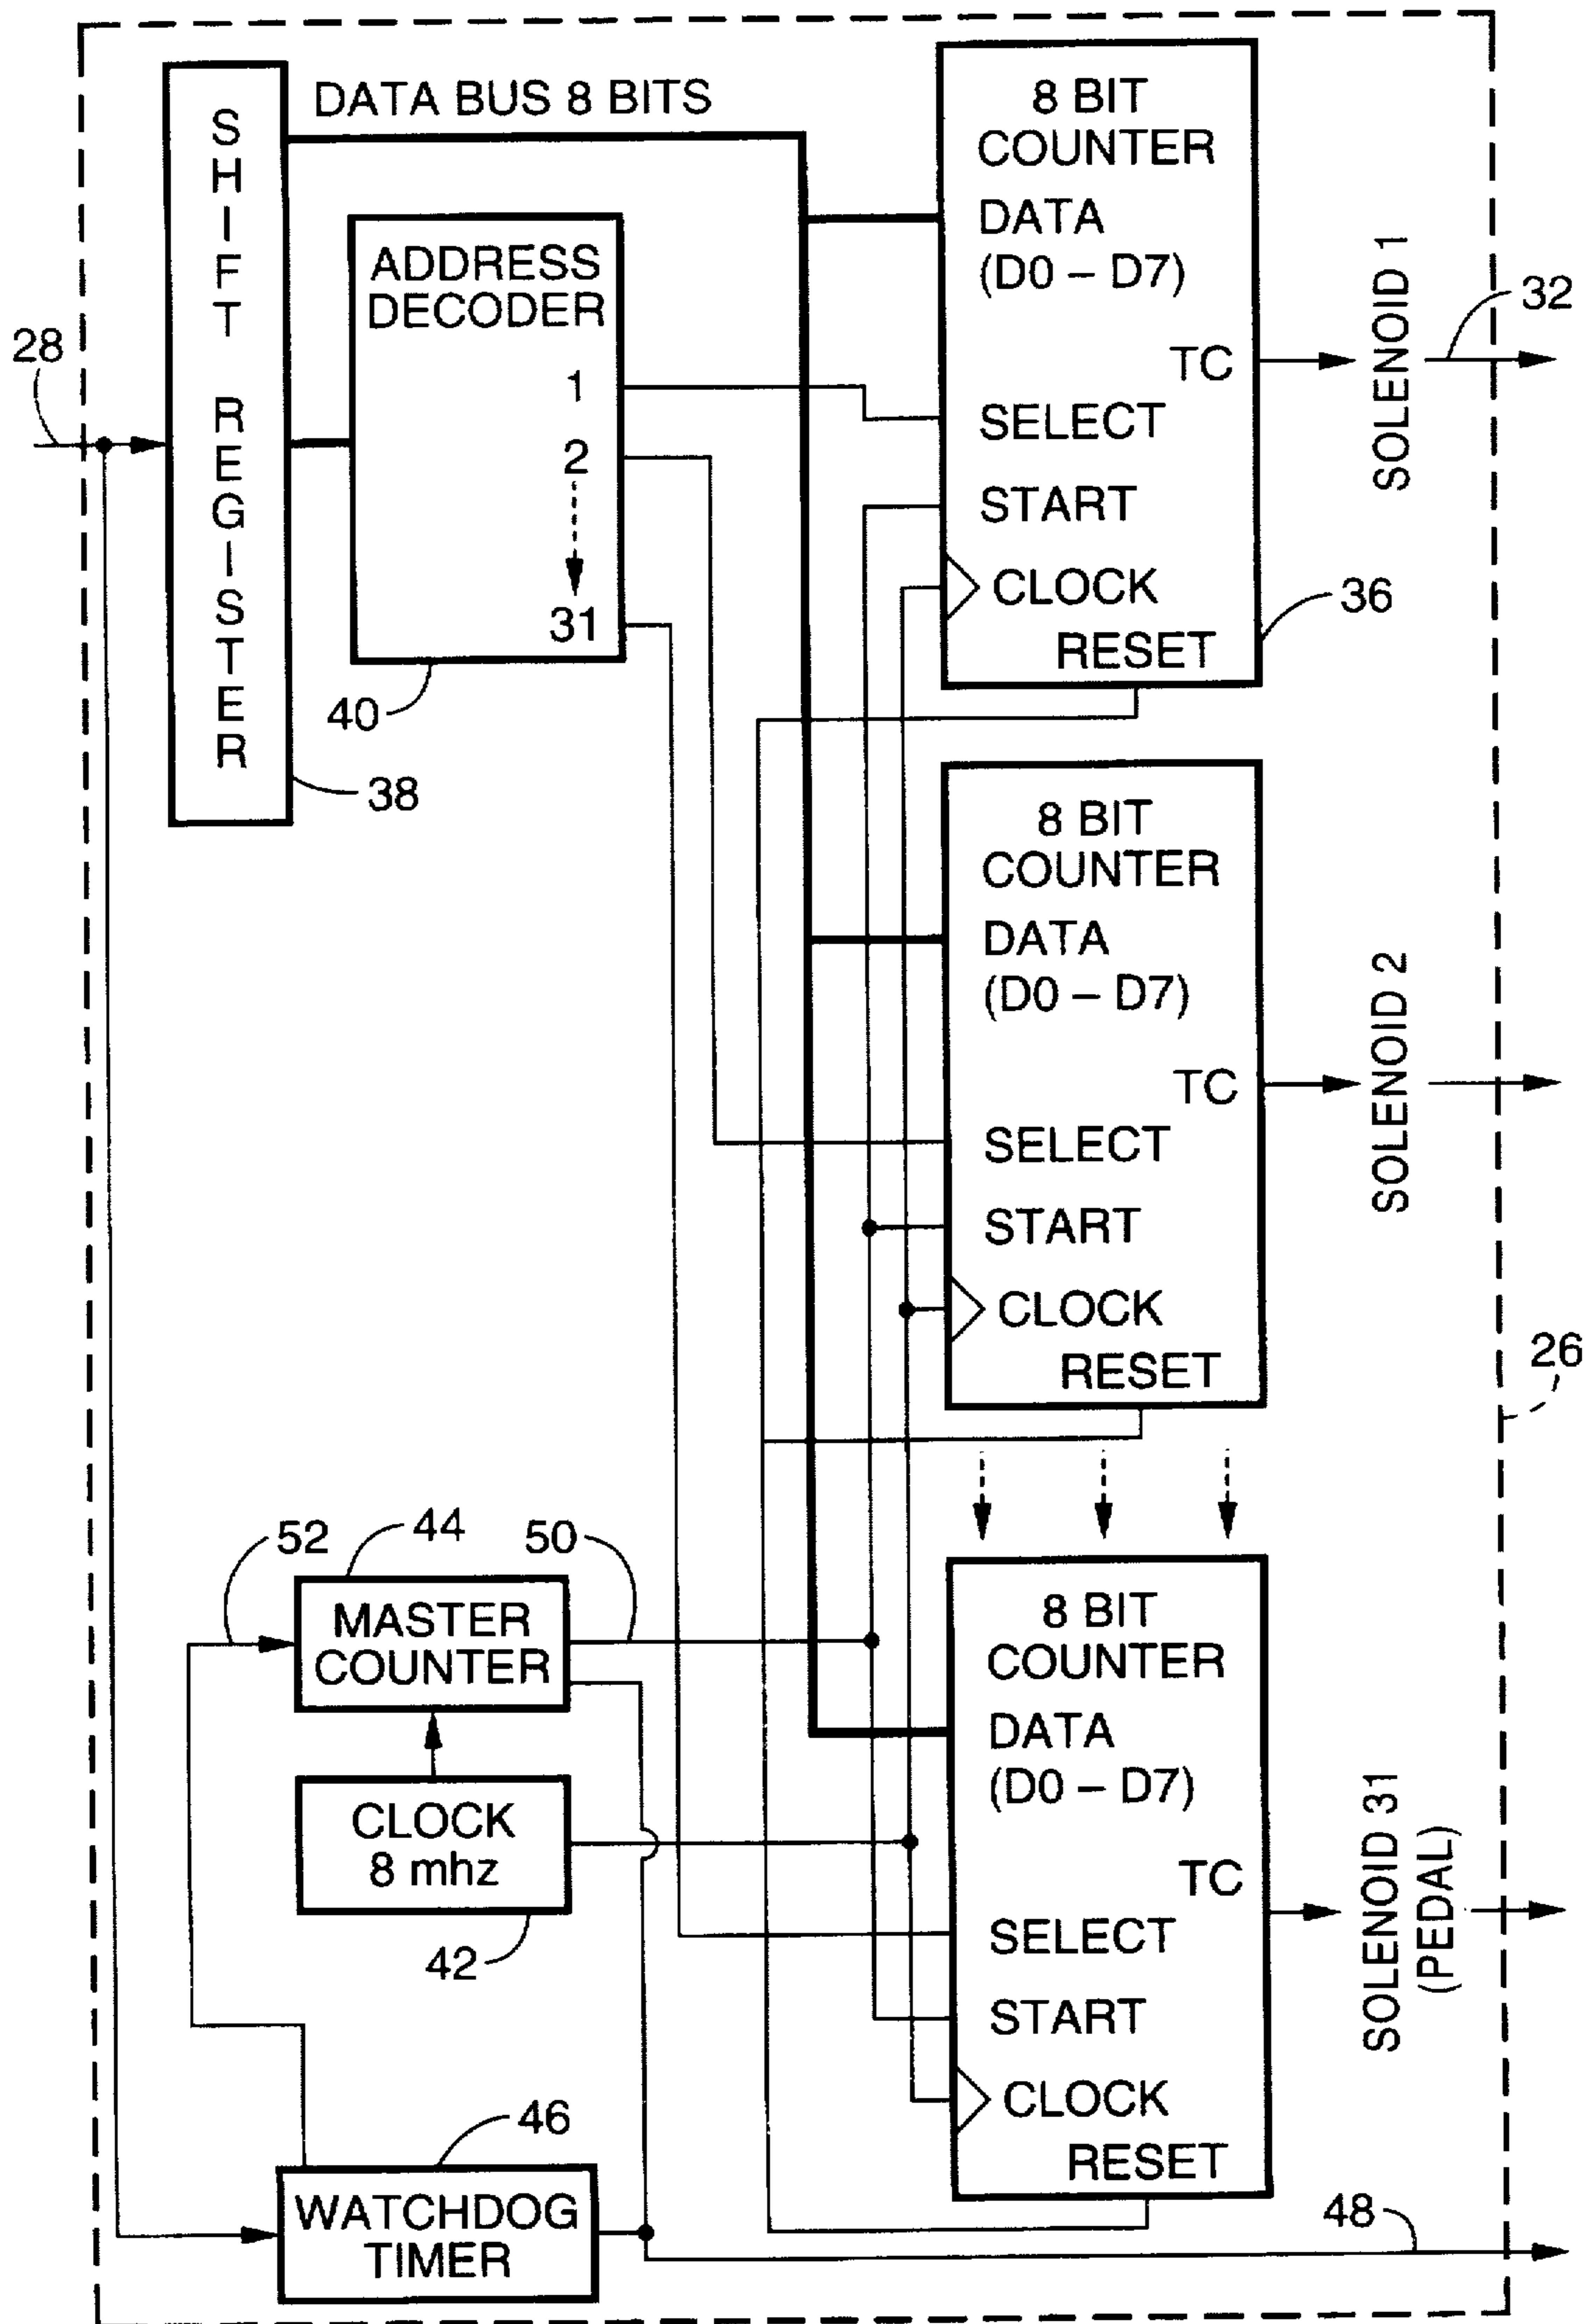 DATA BUS 8 BITS
SHIFT REGISTER
38
28
ADDRESS
DECODER
1
2
31
40
8 BIT
COUNTER
DATA
(D0 – D7)
TC
SELECT
START
CLOCK
RESET
36
SOLENOID 1
32
8 BIT
COUNTER
DATA
(D0 – D7)
TC
SELECT
START
CLOCK
RESET
SOLENOID 2
26
52
44
50
MASTER
COUNTER
CLOCK
8 mhz
42
8 BIT
COUNTER
DATA
(D0 – D7)
TC
SELECT
START
CLOCK
RESET
SOLENOID 31
(PEDAL)
46
WATCHDOG
TIMER
48